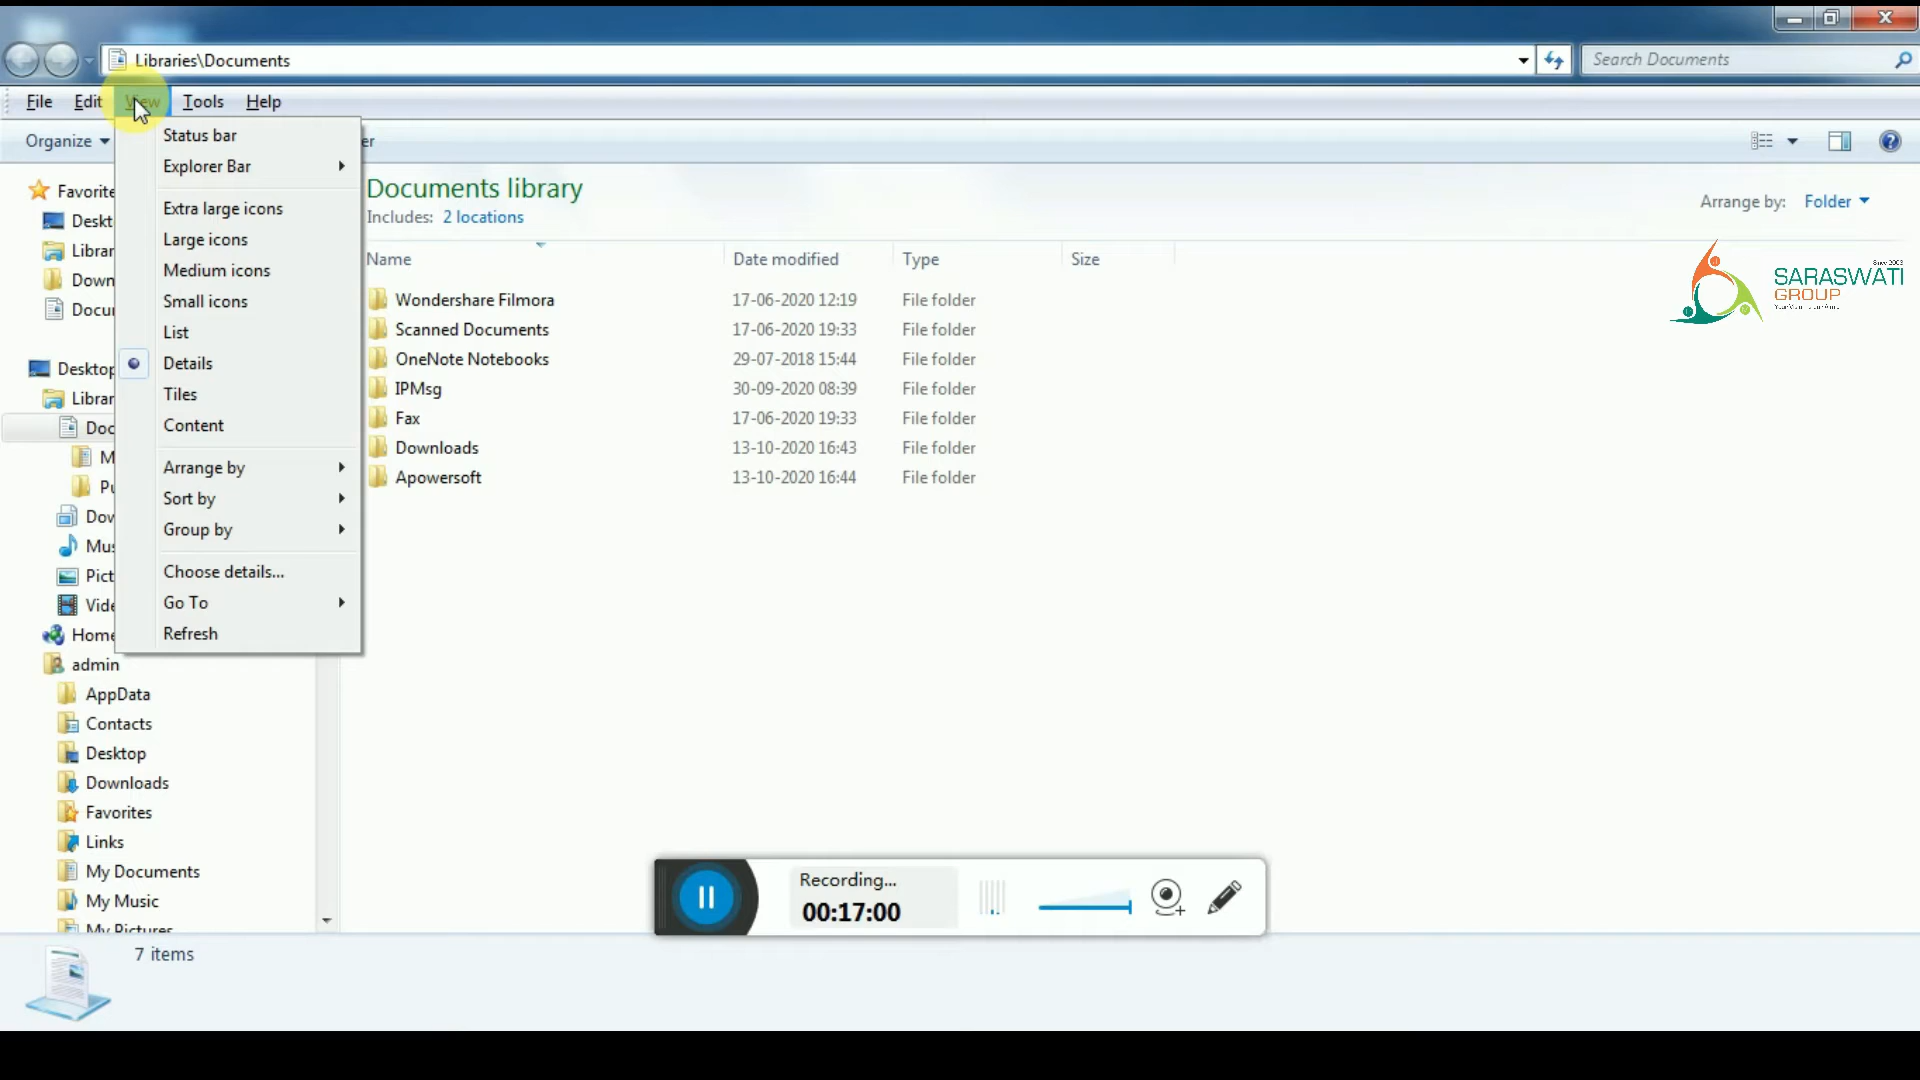 Libraries\Documents
Search Documents
File Edit View Tools Help
Organize
er
Status bar
Explorer Bar
Extra large icons
Large icons
Medium icons
Small icons
List
Details
Tiles
Content
Arrange by
Sort by
Group by
Choose details...
Go To
Refresh
Favorite
Deskt
Librar
Down
Docur
Desktop
Librar
Doc
M
Pu
Dov
Mus
Pict
Vide
Home
admin
AppData
Contacts
Desktop
Downloads
Favorites
Links
My Documents
My Music
My Pictures
Documents library
Includes: 2 locations
Arrange by: Folder
Since 2003
SARASWATI
GROUP
Name Date modified Type Size
Wondershare Filmora 17-06-2020 12:19 File folder
Scanned Documents 17-06-2020 19:33 File folder
OneNote Notebooks 29-07-2018 15:44 File folder
IPMsg 30-09-2020 08:39 File folder
Fax 17-06-2020 19:33 File folder
Downloads 13-10-2020 16:43 File folder
Apowersoft 13-10-2020 16:44 File folder
Recording...
00:17:00
7 items